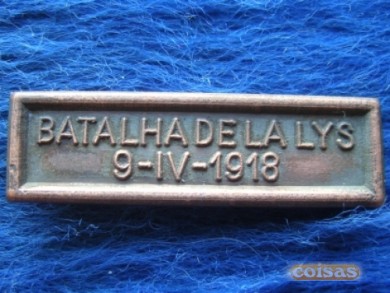 BATALHA DE LA LYS
9-IV-1918
coisas